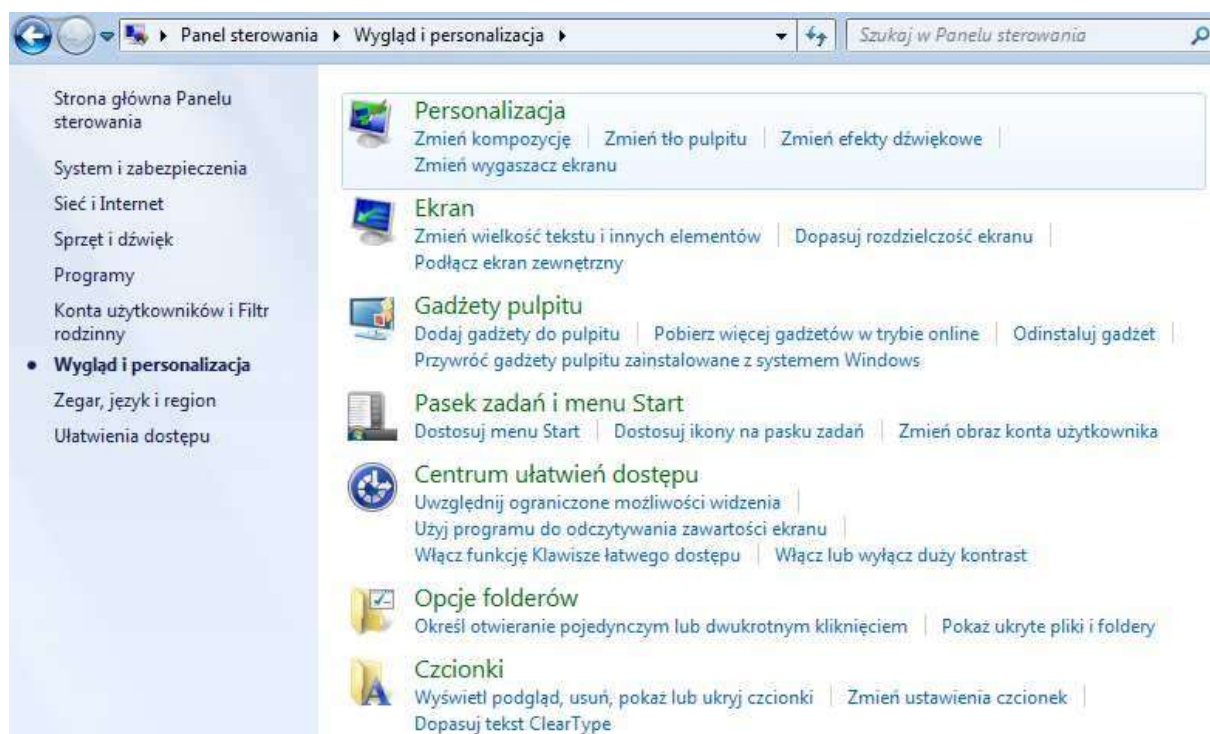 Panel sterowania ▸ Wygląd i personalizacja ▸
Szukaj w Panelu sterowania
Strona główna Panelu
sterowania
System i zabezpieczenia
Sieć i Internet
Sprzęt i dźwięk
Programy
Konta użytkowników i Filtr
rodzinny
Wygląd i personalizacja
Zegar, język i region
Ułatwienia dostępu
Personalizacja
Zmień kompozycję | Zmień tło pulpitu | Zmień efekty dźwiękowe |
Zmień wygaszacz ekranu
Ekran
Zmień wielkość tekstu i innych elementów | Dopasuj rozdzielczość ekranu |
Podłącz ekran zewnętrzny
Gadżety pulpitu
Dodaj gadżety do pulpitu | Pobierz więcej gadżetów w trybie online | Odinstaluj gadżet |
Przywróć gadżety pulpitu zainstalowane z systemem Windows
Pasek zadań i menu Start
Dostosuj menu Start | Dostosuj ikony na pasku zadań | Zmień obraz konta użytkownika
Centrum ułatwień dostępu
Uwzględnij ograniczone możliwości widzenia |
Użyj programu do odczytywania zawartości ekranu |
Włącz funkcję Klawisze łatwego dostępu | Włącz lub wyłącz duży kontrast
Opcje folderów
Określ otwieranie pojedynczym lub dwukrotnym kliknięciem | Pokaż ukryte pliki i foldery
Czcionki
Wyświetl podgląd, usuń, pokaż lub ukryj czcionki | Zmień ustawienia czcionek |
Dopasuj tekst ClearType